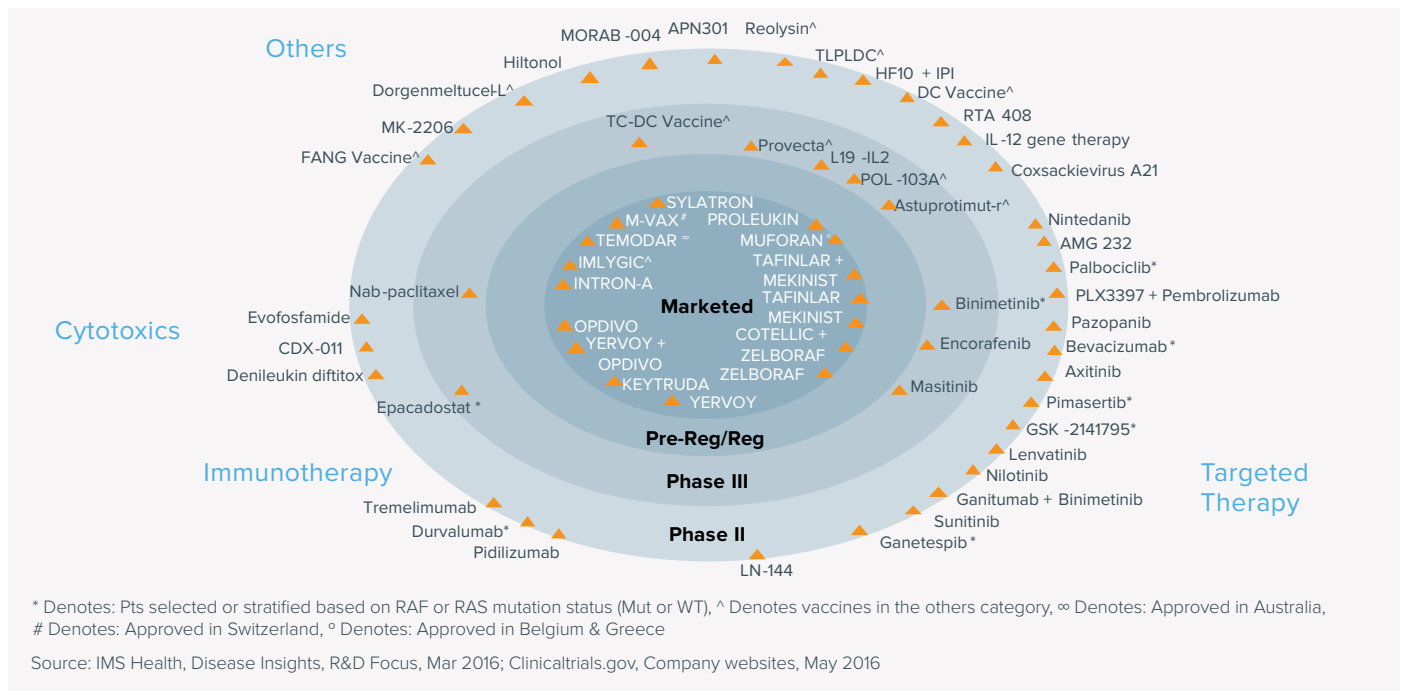 Others
MORAB -004
APN301
Reolysin^
Hiltonol
TLPLDC^
HF10 + IPI
Dorgenmeltucel-L^
DC Vaccine^
MK-2206
TC-DC Vaccine^
RTA 408
FANG Vaccine^
Provecta^
IL-12 gene therapy
L19 -IL2
Coxsackievirus A21
POL -103A^
SYLATRON
Astuprotimut-r^
M-VAX #
PROLEUKIN
Nintedanib
TEMODAR ∞
MUFORAN °
AMG 232
IMLYGIC^
TAFINLAR +
MEKINIST
Palbociclib*
INTRON-A
Nab-paclitaxel
Marketed
TAFINLAR
Binimetinib*
PLX3397 + Pembrolizumab
Evofosfamide
MEKINIST
Pazopanib
Cytotoxics
OPDIVO
COTELLIC +
ZELBORAF
Encorafenib
Bevacizumab *
CDX-011
YERVOY +
OPDIVO
Axitinib
Denileukin diftitox
KEYTRUDA
ZELBORAF
Masitinib
Epacadostat *
YERVOY
Pimasertib*
Pre-Reg/Reg
GSK -2141795*
Lenvatinib
Immunotherapy
Phase III
Nilotinib
Targeted
Therapy
Tremelimumab
Ganitumab + Binimetinib
Durvalumab*
Phase II
Sunitinib
Pidilizumab
Ganetespib *
LN-144
* Denotes: Pts selected or stratified based on RAF or RAS mutation status (Mut or WT), ^ Denotes vaccines in the others category, ∞ Denotes: Approved in Australia,
# Denotes: Approved in Switzerland, º Denotes: Approved in Belgium & Greece
Source: IMS Health, Disease Insights, R&D Focus, Mar 2016; Clinicaltrials.gov, Company websites, May 2016